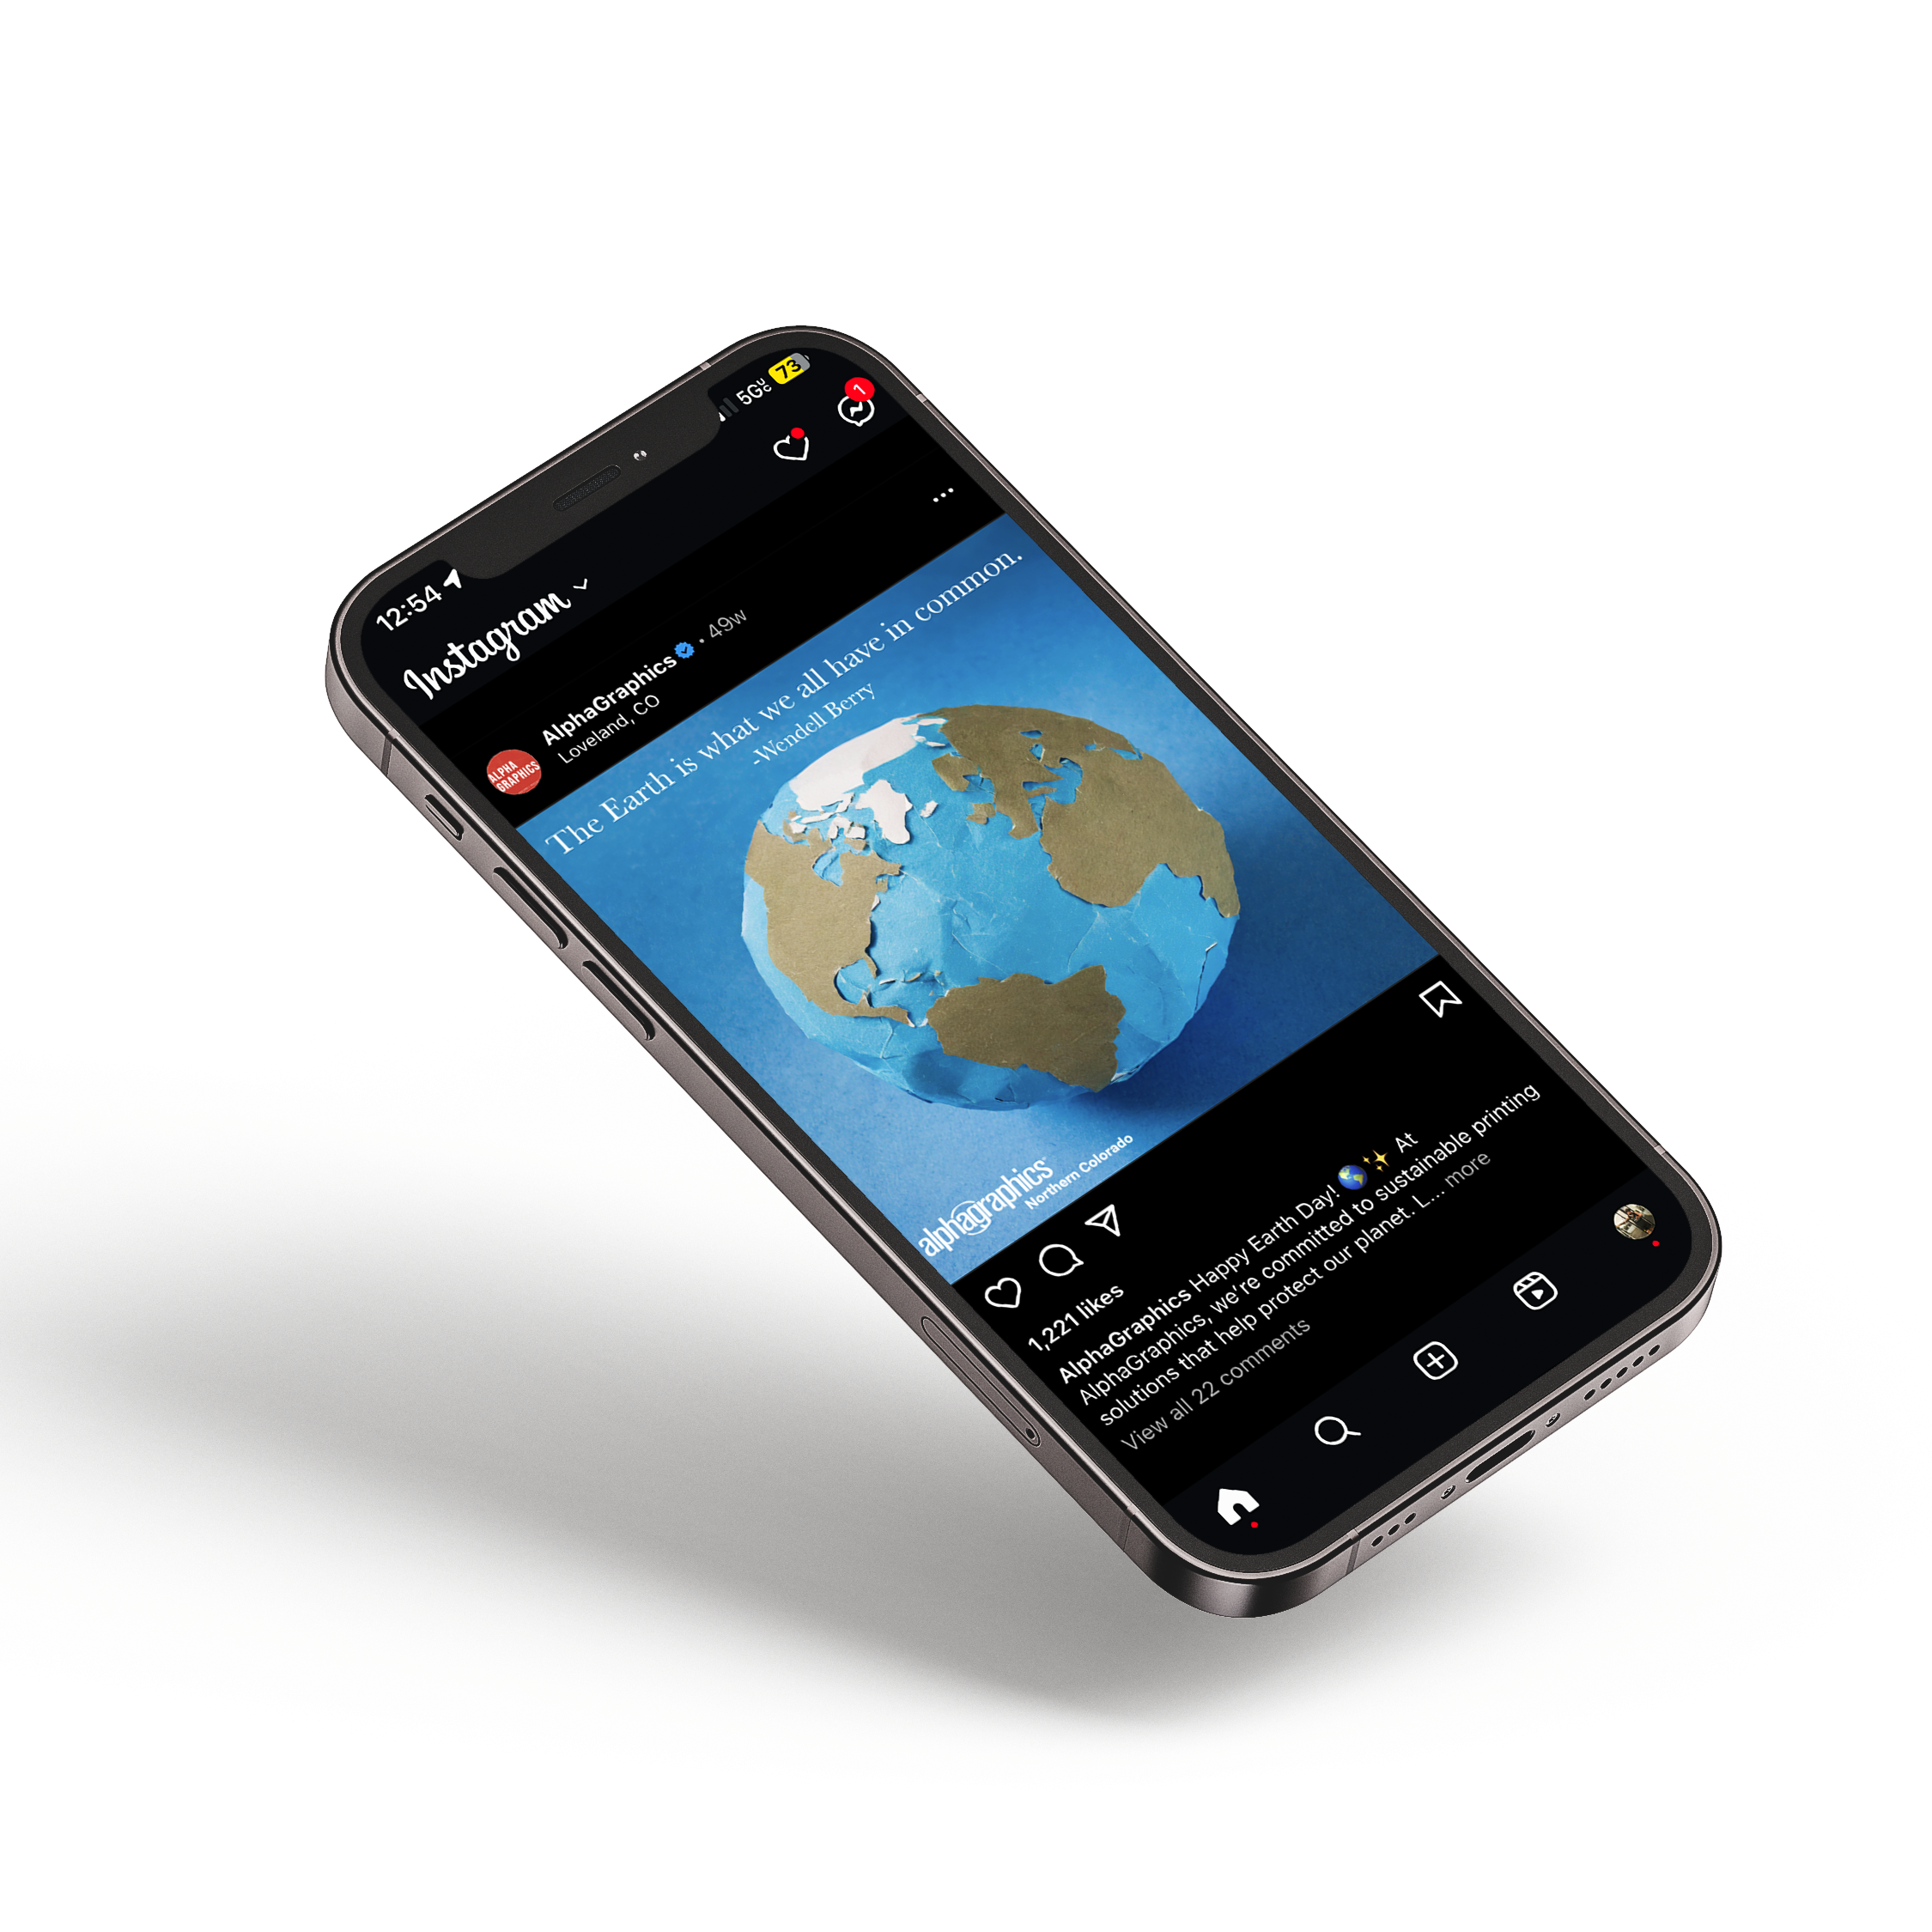 12:54
5G UC 73
1
Instagram
AlphaGraphics • 49w
Loveland, CO
ALPHA
GRAPHICS
The Earth is what we all have in common.
-Wendell Berry
alphagraphics
Northern Colorado
1,221 likes
AlphaGraphics Happy Earth Day! 🌎✨ At
AlphaGraphics, we're committed to sustainable printing
solutions that help protect our planet. L... more
View all 22 comments